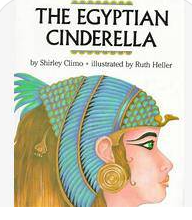 THE EGYPTIAN
CINDERELLA
by Shirley Climo • illustrated by Ruth Heller